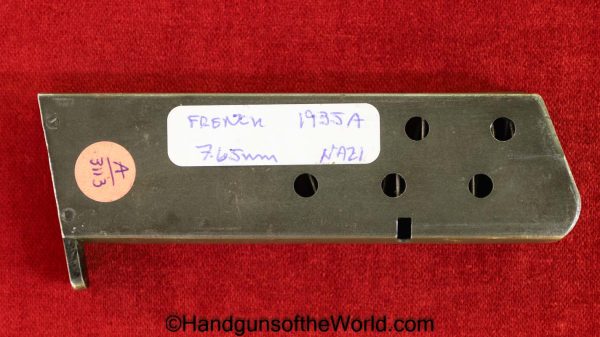 FRENCH 1935A
7.65mm NAZI
A
3113
©HandgunsoftheWorld.com